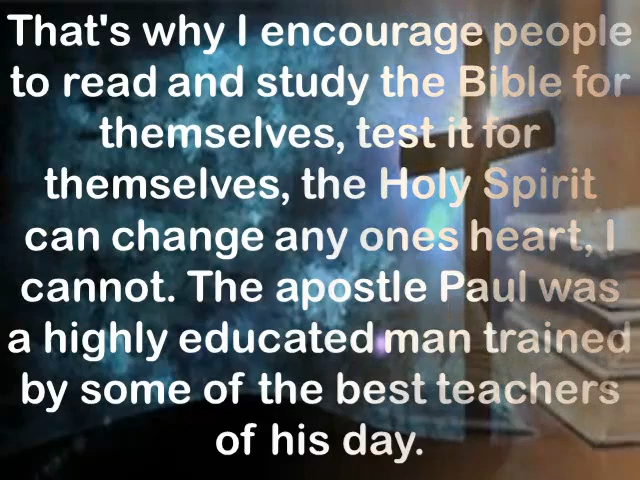 That's why I encourage people
to read and study the Bible for
themselves, test it for
themselves, the Holy Spirit
can change any ones heart, I
cannot. The apostle Paul was
a highly educated man trained
by some of the best teachers
of his day.